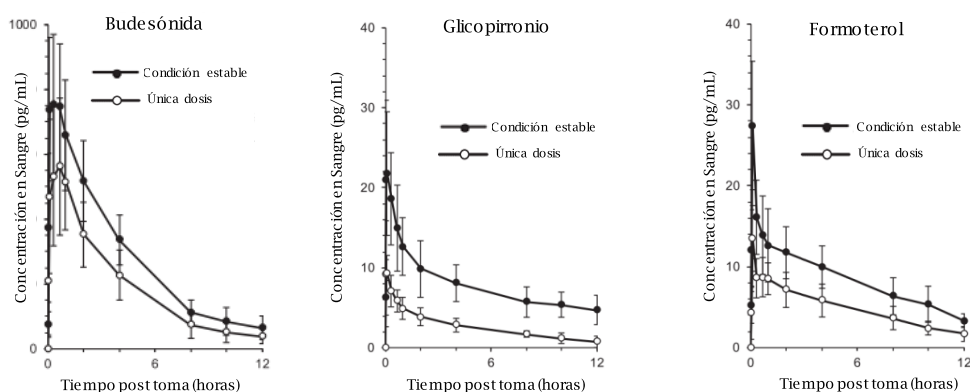 Budesónida
Glicopirronio
Formoterol
1000
Concentración en Sangre (pg/mL)
Condición estable
Única dosis
0
0
6
12
Tiempo post toma (horas)
40
30
20
10
0
Concentración en Sangre (pg/mL)
Condición estable
Única dosis
0
6
12
Tiempo post toma (horas)
40
30
20
10
0
Concentración en Sangre (pg/mL)
Condición estable
Única dosis
0
6
12
Tiempo post toma (horas)